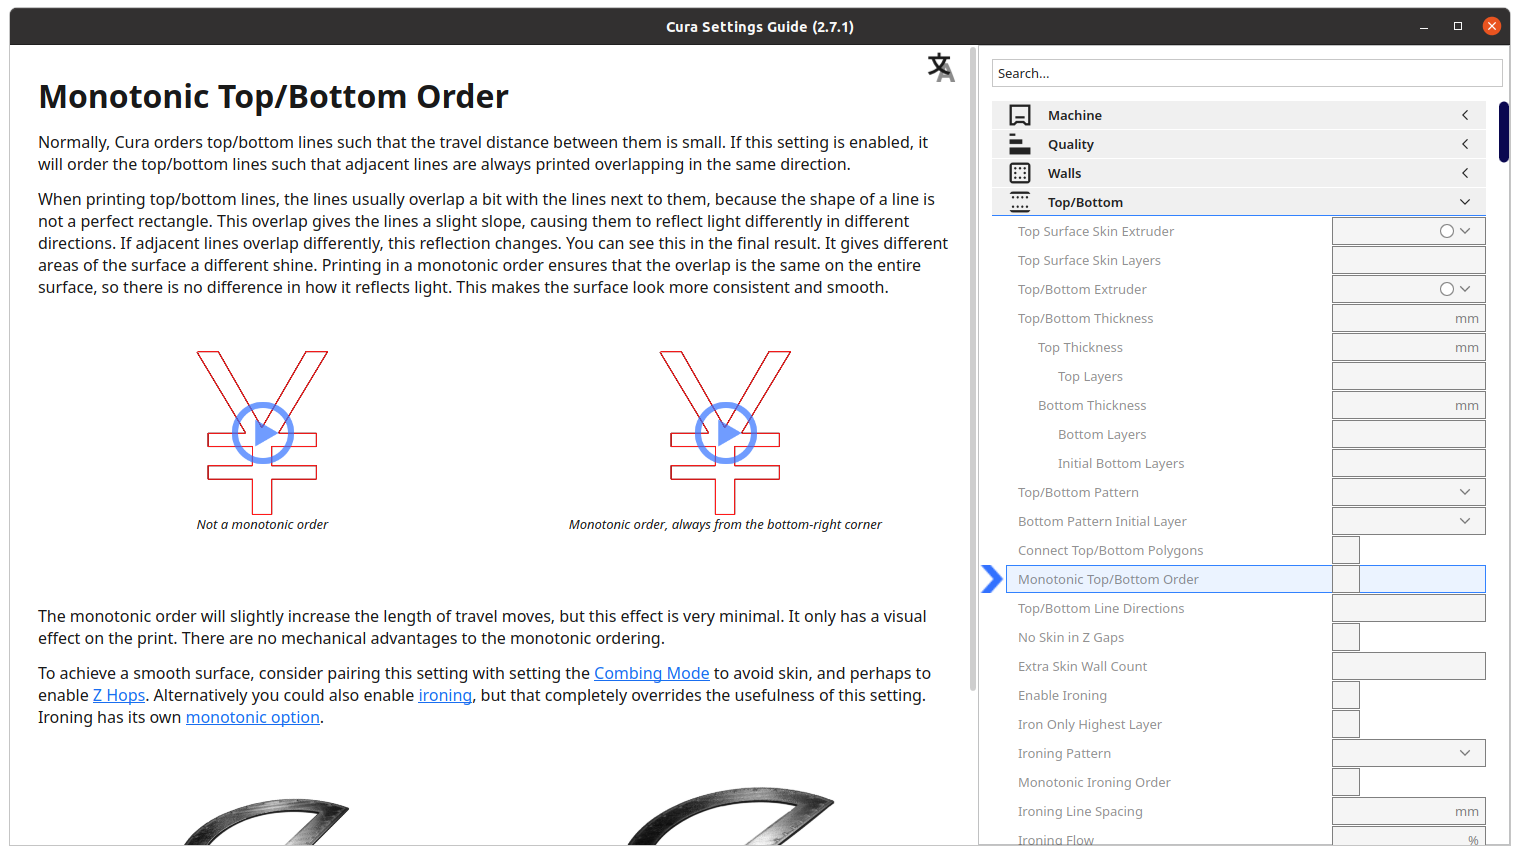 Cura Settings Guide (2.7.1)
Monotonic Top/Bottom Order
Normally, Cura orders top/bottom lines such that the travel distance between them is small. If this setting is enabled, it
will order the top/bottom lines such that adjacent lines are always printed overlapping in the same direction.
When printing top/bottom lines, the lines usually overlap a bit with the lines next to them, because the shape of a line is
not a perfect rectangle. This overlap gives the lines a slight slope, causing them to reflect light differently in different
directions. If adjacent lines overlap differently, this reflection changes. You can see this in the final result. It gives different
areas of the surface a different shine. Printing in a monotonic order ensures that the overlap is the same on the entire
surface, so there is no difference in how it reflects light. This makes the surface look more consistent and smooth.
Not a monotonic order
Monotonic order, always from the bottom-right corner
The monotonic order will slightly increase the length of travel moves, but this effect is very minimal. It only has a visual
effect on the print. There are no mechanical advantages to the monotonic ordering.
To achieve a smooth surface, consider pairing this setting with setting the Combing Mode to avoid skin, and perhaps to
enable Z Hops. Alternatively you could also enable ironing, but that completely overrides the usefulness of this setting.
Ironing has its own monotonic option.
Search...
Machine
Quality
Walls
Top/Bottom
Top Surface Skin Extruder
Top Surface Skin Layers
Top/Bottom Extruder
Top/Bottom Thickness mm
Top Thickness mm
Top Layers
Bottom Thickness mm
Bottom Layers
Initial Bottom Layers
Top/Bottom Pattern
Bottom Pattern Initial Layer
Connect Top/Bottom Polygons
Monotonic Top/Bottom Order
Top/Bottom Line Directions
No Skin in Z Gaps
Extra Skin Wall Count
Enable Ironing
Iron Only Highest Layer
Ironing Pattern
Monotonic Ironing Order
Ironing Line Spacing mm
Ironing Flow %